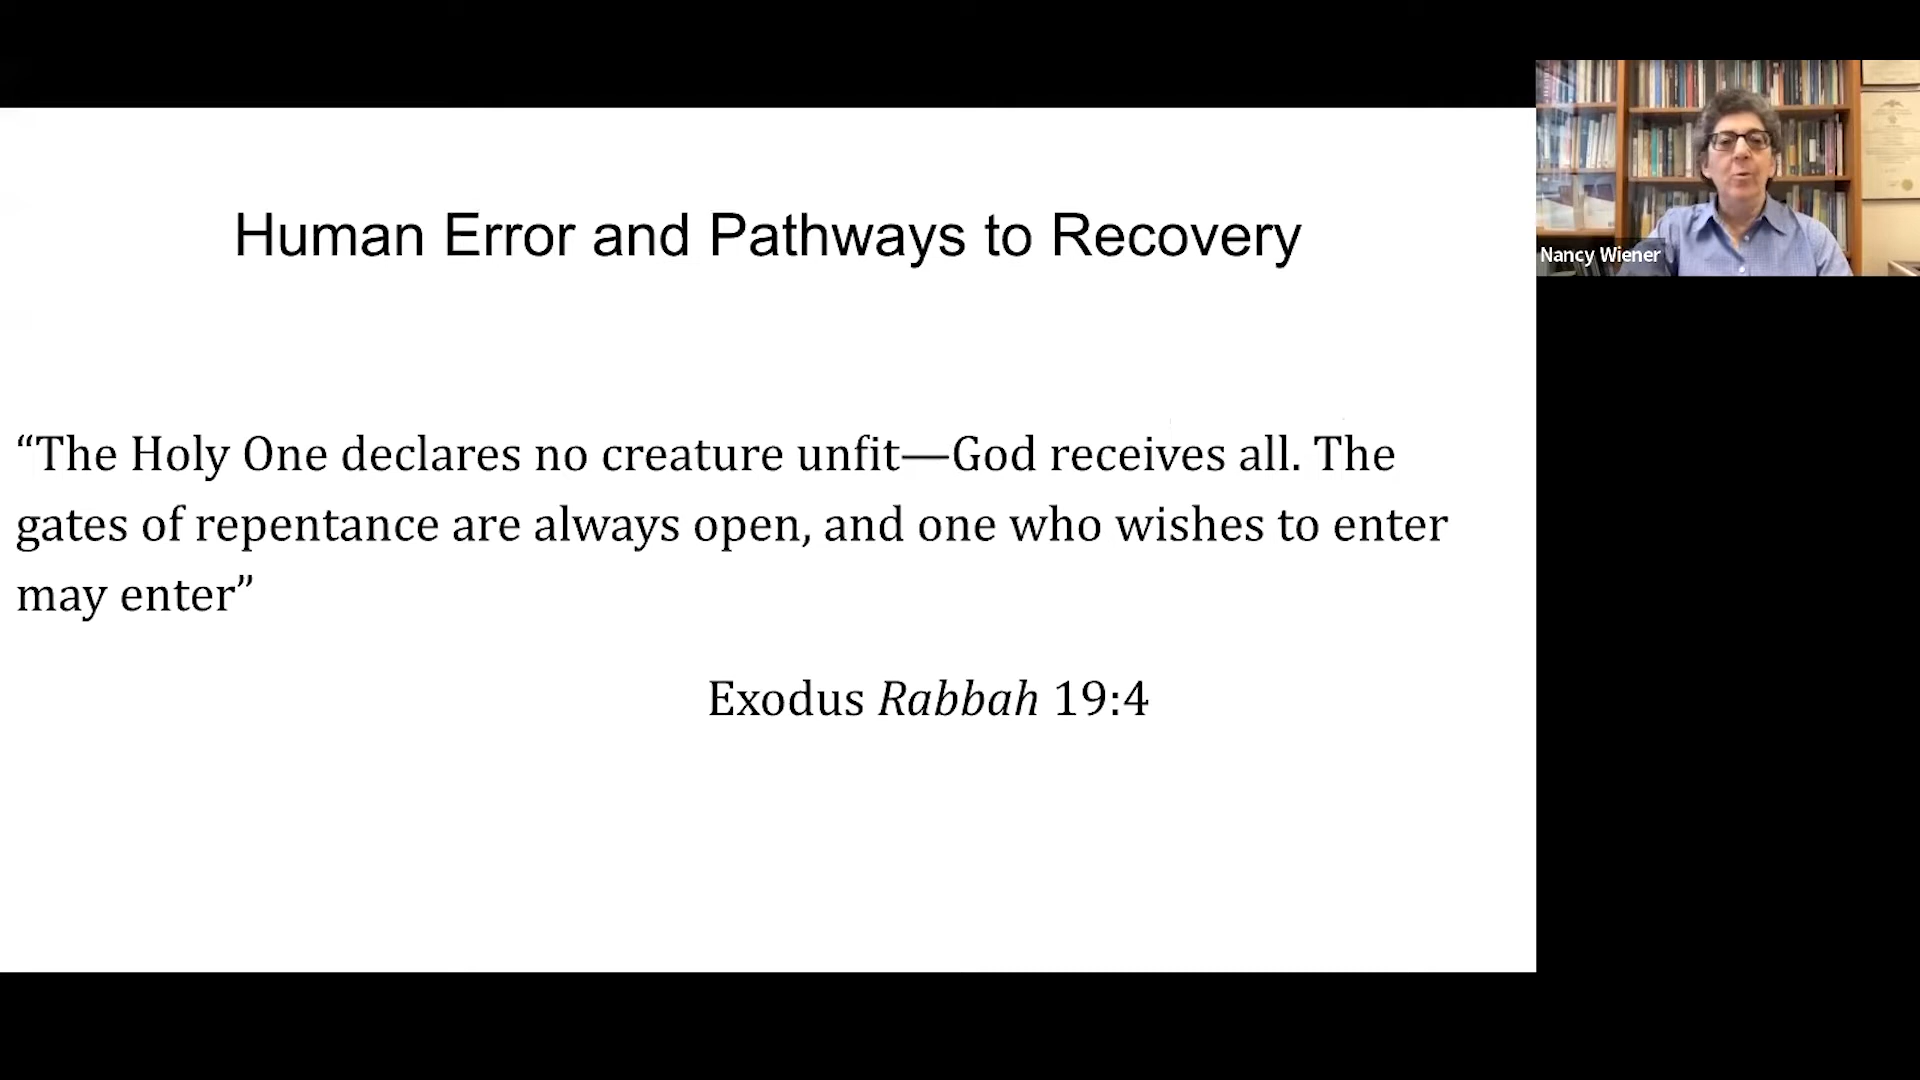 Human Error and Pathways to Recovery
“The Holy One declares no creature unfit—God receives all. The
gates of repentance are always open, and one who wishes to enter
may enter”
Exodus Rabbah 19:4
Nancy Wiener